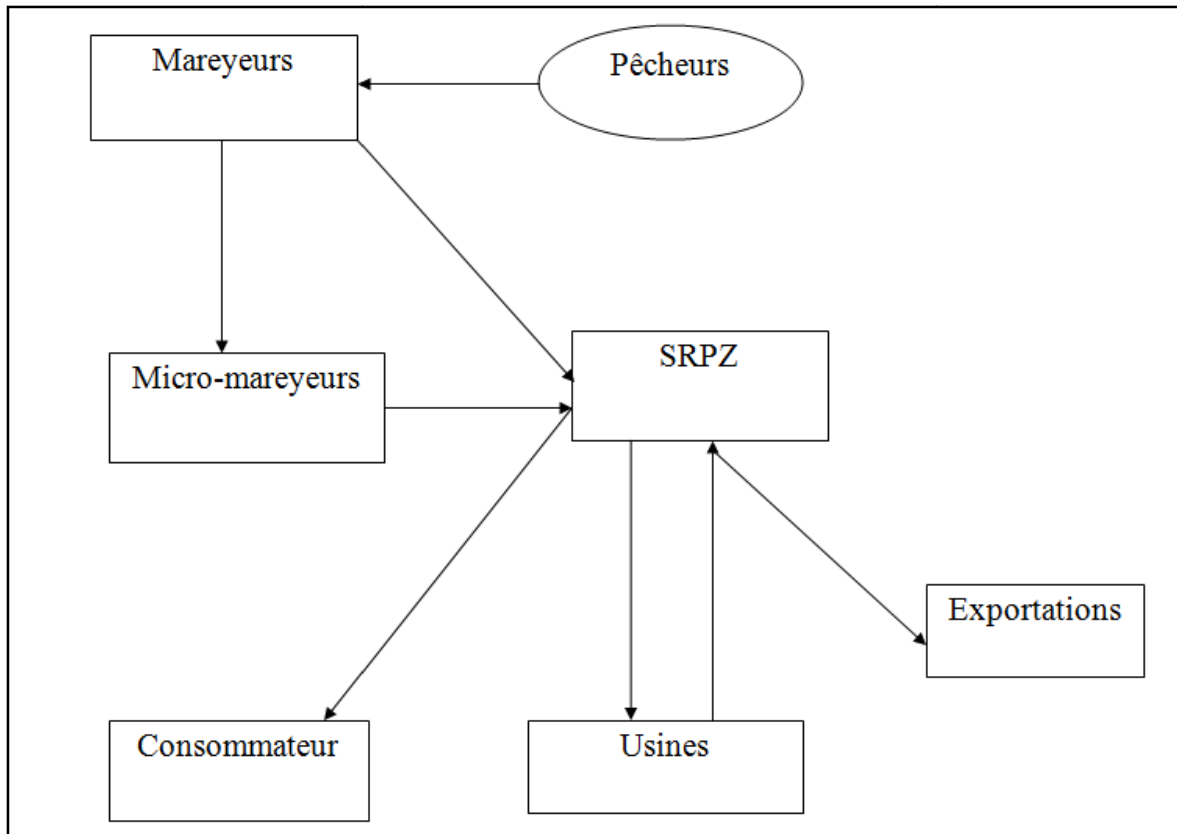 Mareyeurs
Pêcheurs
Micro-mareyeurs
SRPZ
Exportations
Consommateur
Usines